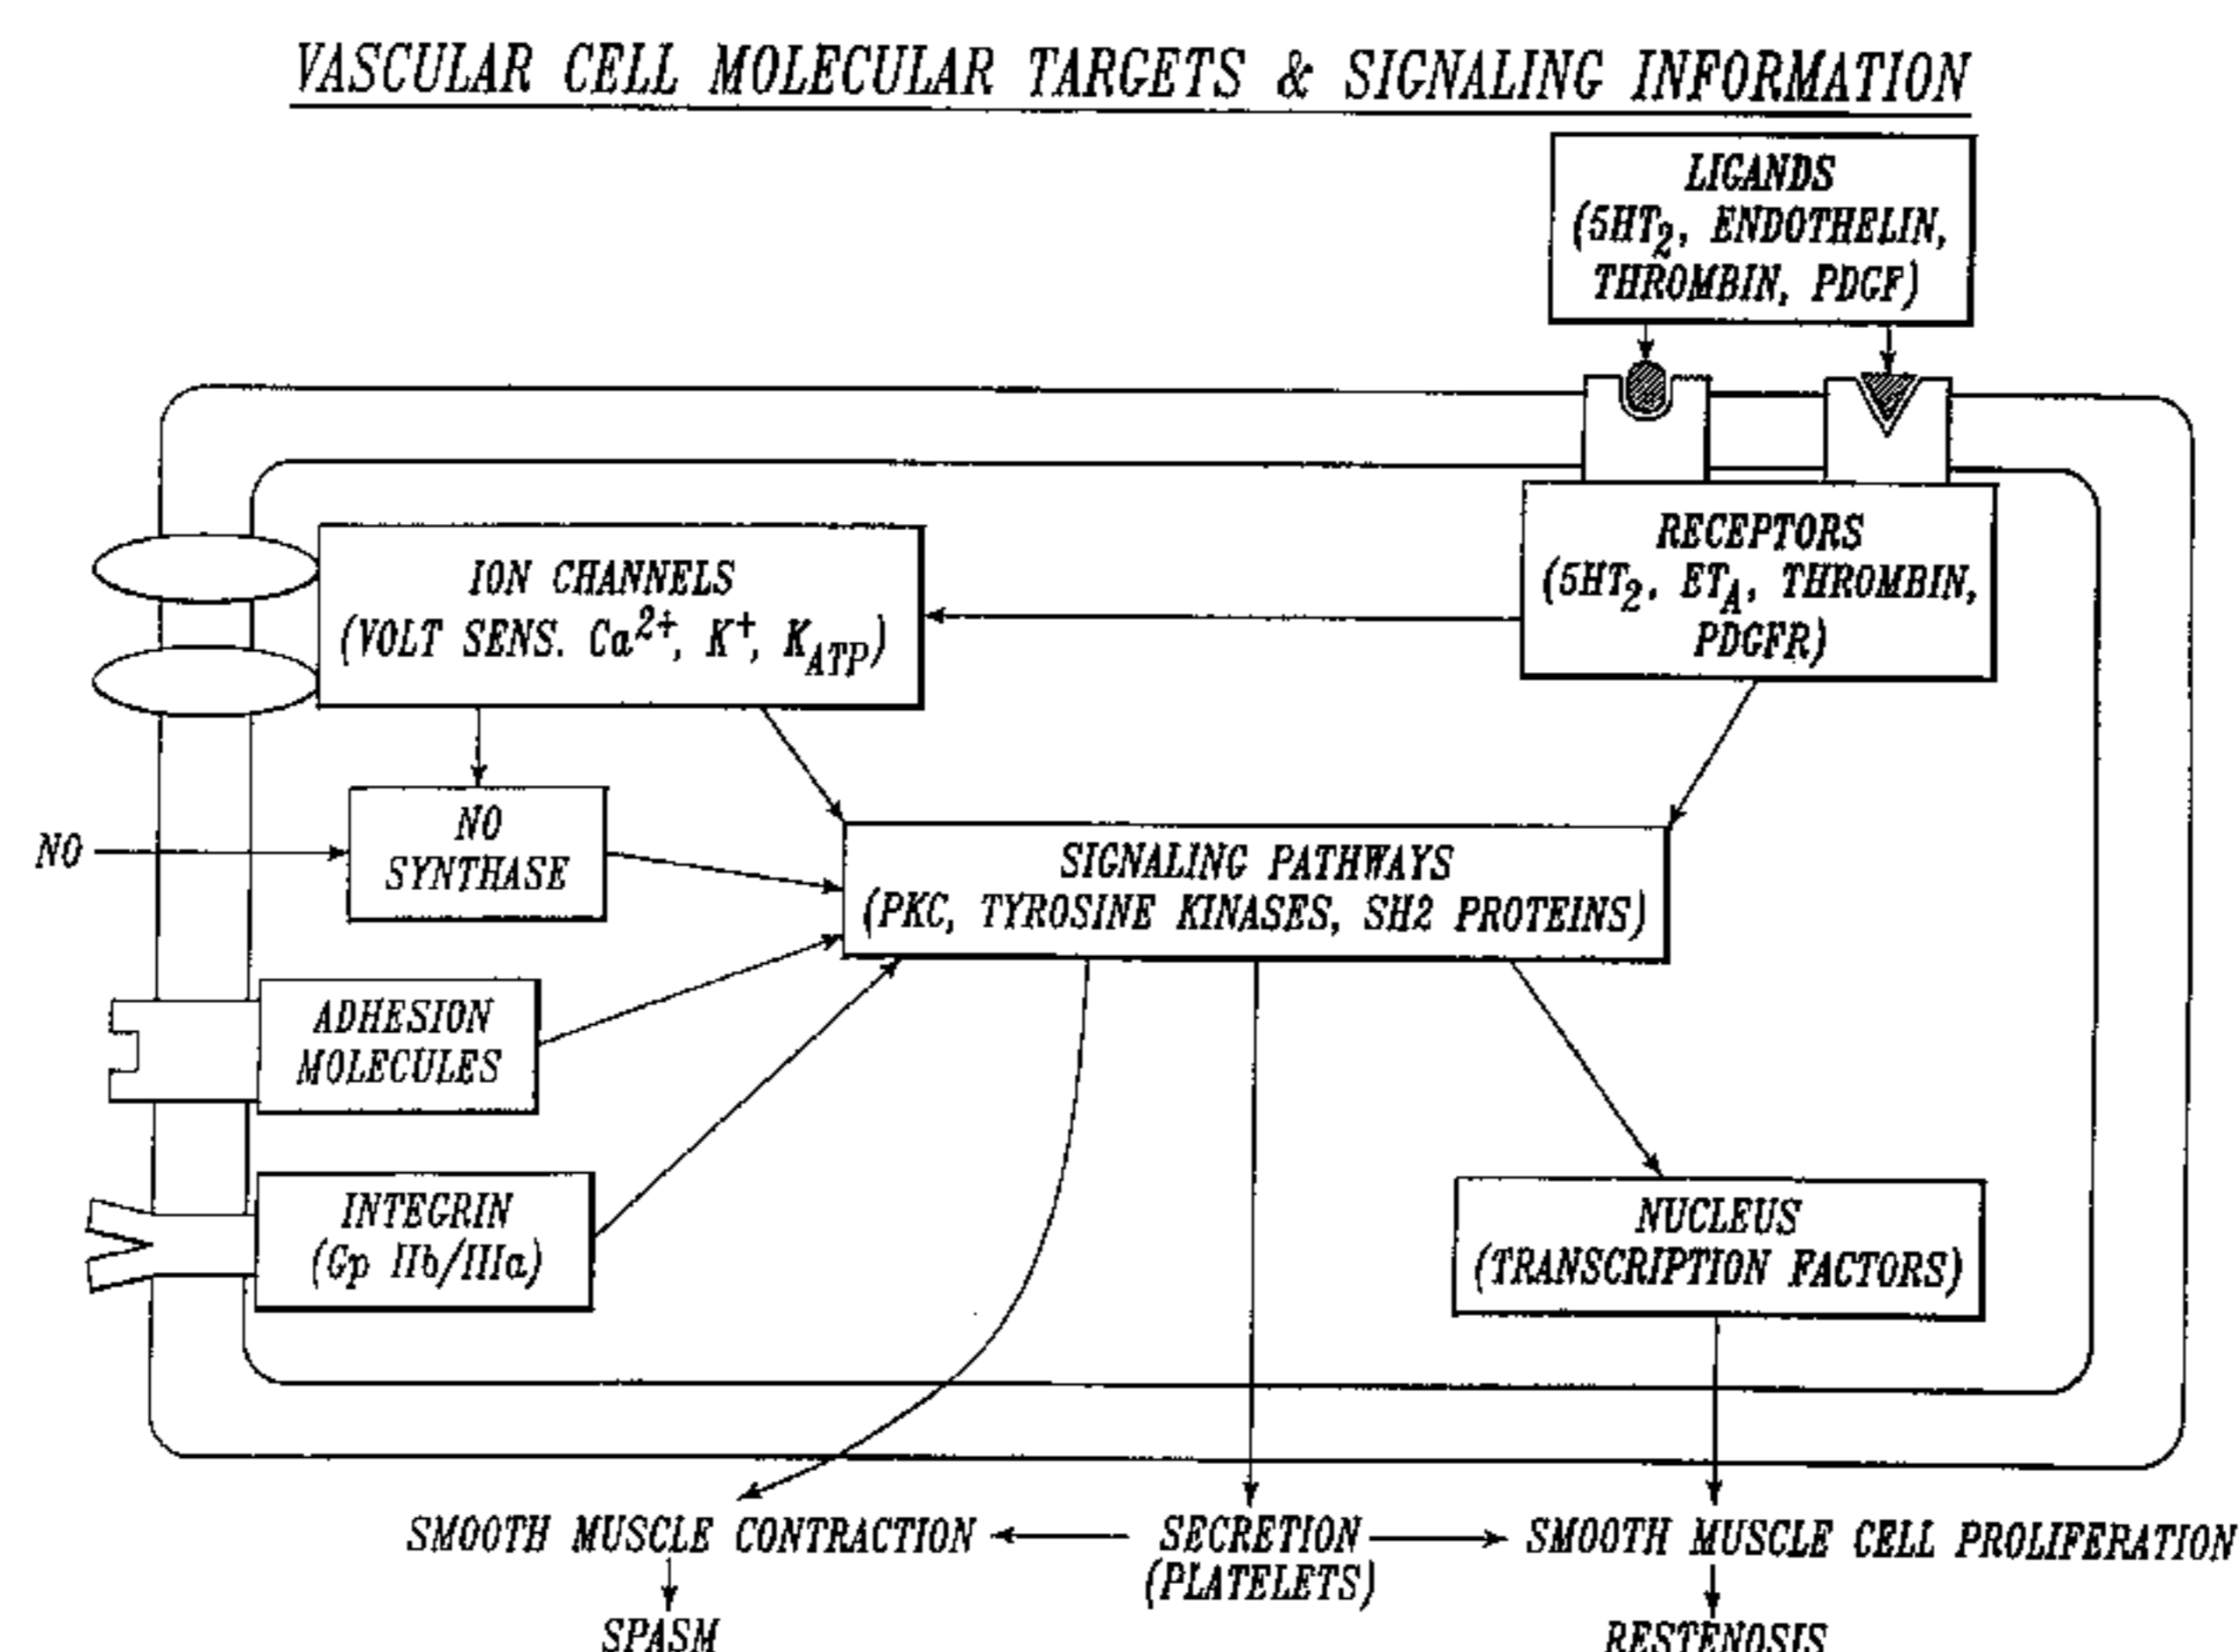 VASCULAR CELL MOLECULAR TARGETS & SIGNALING INFORMATION
LIGANDS
(5HT₂, ENDOTHELIN,
THROMBIN, PDGF)
RECEPTORS
(5HT₂, ET_A, THROMBIN,
PDGFR)
ION CHANNELS
(VOLT SENS. Ca²⁺, K⁺, K_ATP)
NO
NO
SYNTHASE
SIGNALING PATHWAYS
(PKC, TYROSINE KINASES, SH2 PROTEINS)
ADHESION
MOLECULES
INTEGRIN
(Gp IIb/IIIa)
NUCLEUS
(TRANSCRIPTION FACTORS)
SMOOTH MUSCLE CONTRACTION
SECRETION
(PLATELETS)
SMOOTH MUSCLE CELL PROLIFERATION
SPASM
RESTENOSIS